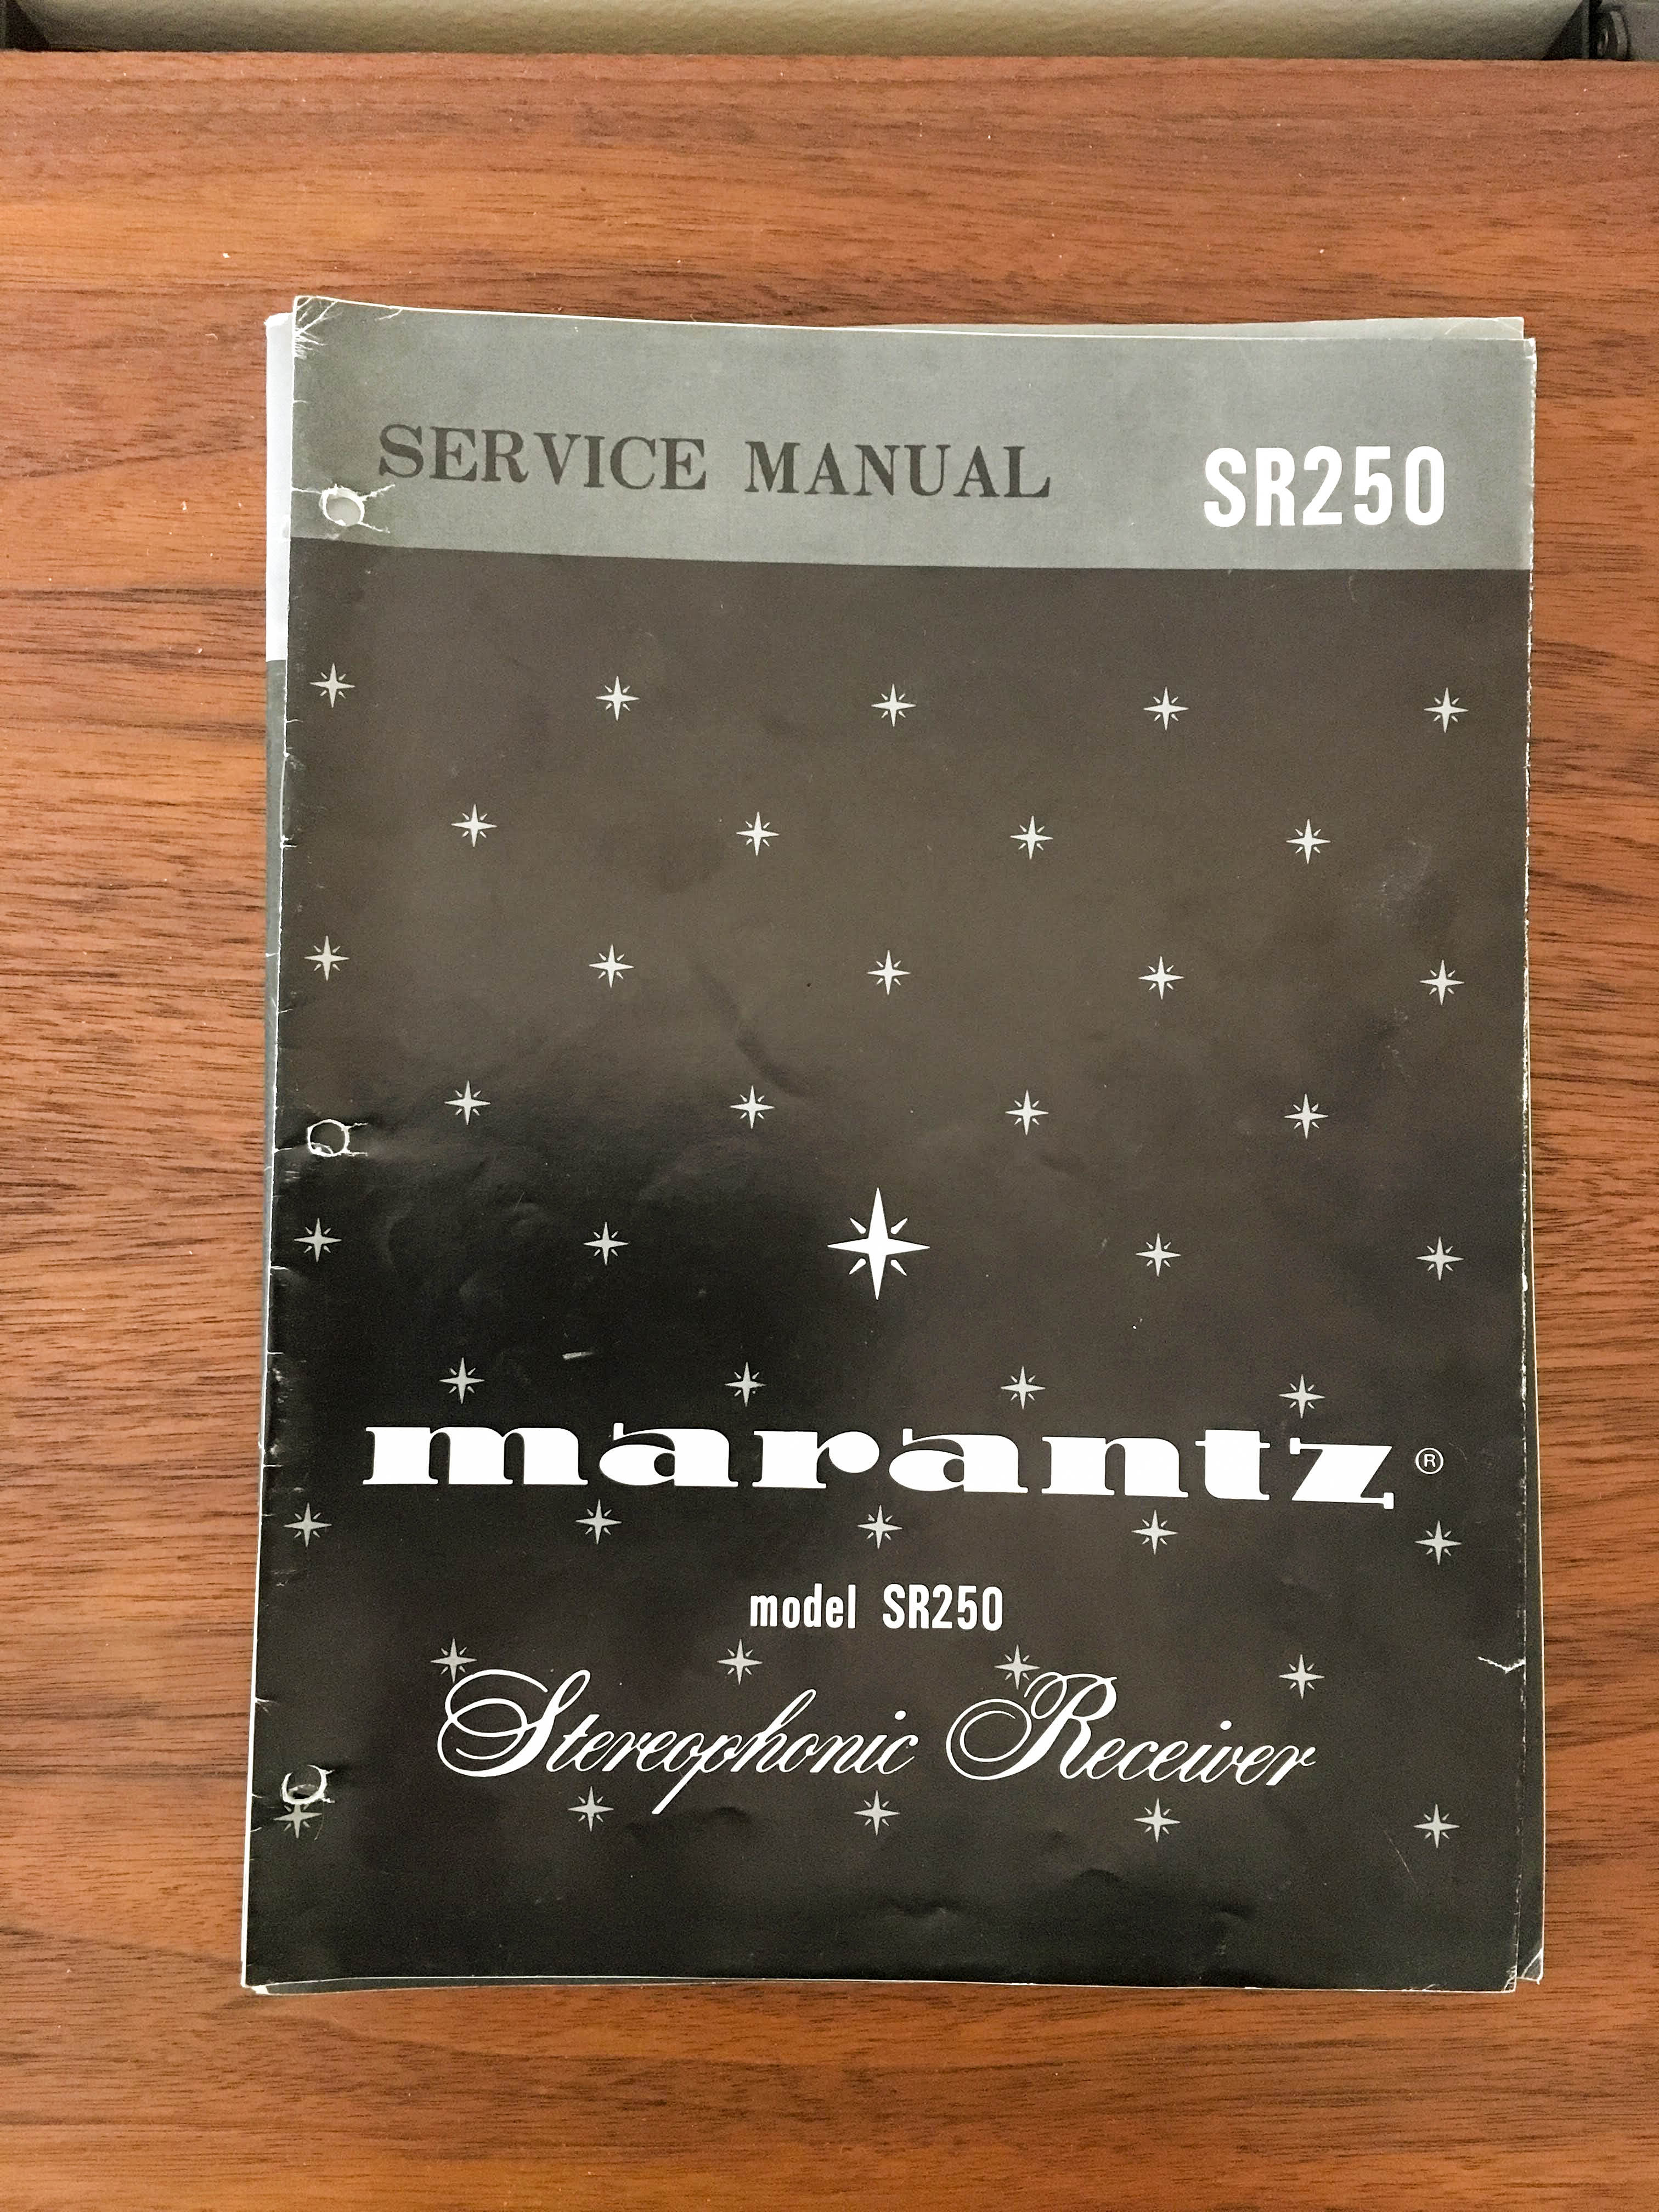 SERVICE MANUAL SR250
marantz®
model SR250
Stereophonic Receiver